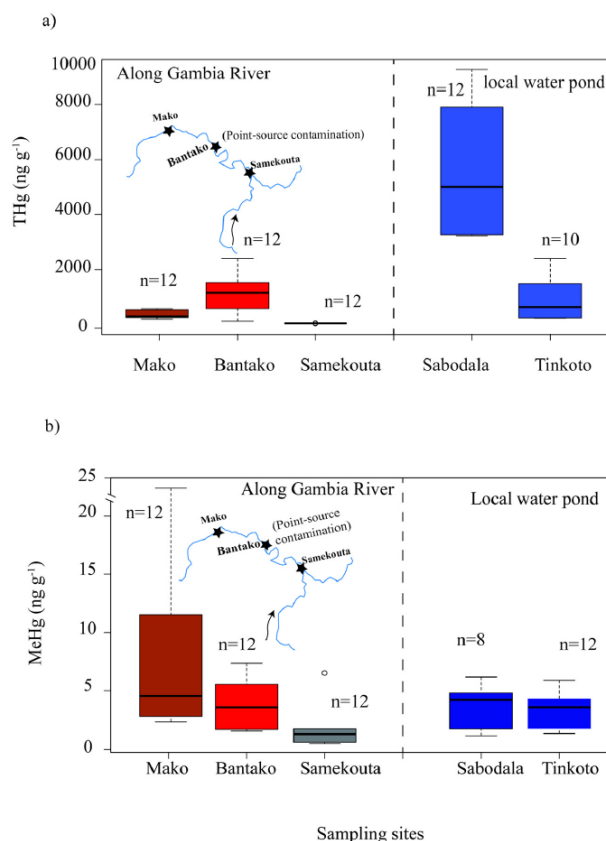 a)
10000
8000
6000
4000
2000
0
THg (ng g⁻¹)
Along Gambia River
local water pond
Mako
Bantako
(Point-source contamination)
Samekouta
n=12
n=12
n=12
n=12
n=10
Mako Bantako Samekouta Sabodala Tinkoto
b)
25
20
15
10
5
0
MeHg (ng g⁻¹)
Along Gambia River
Local water pond
n=12
Mako
Bantako
(Point-source
contamination)
Samekouta
n=12
n=12
n=8
n=12
Mako Bantako Samekouta Sabodala Tinkoto
Sampling sites